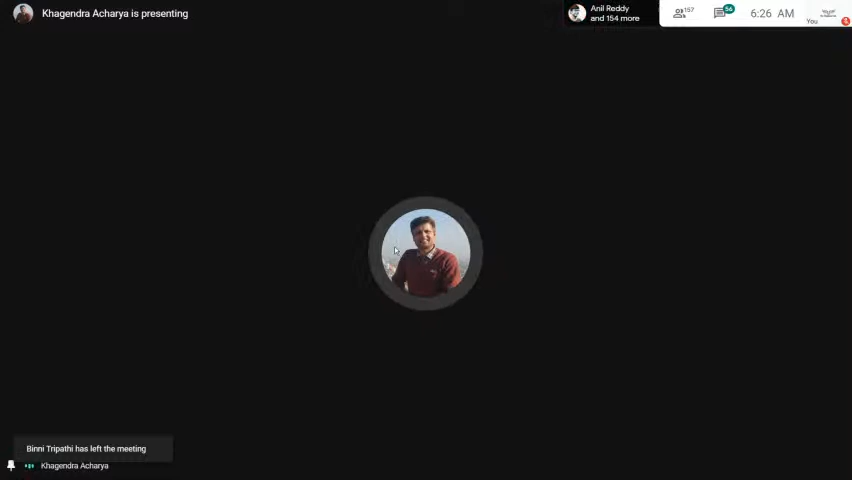 Khagendra Acharya is presenting
Anil Reddy
and 154 more
157
56
6:26 AM
You
Binni Tripathi has left the meeting
Khagendra Acharya